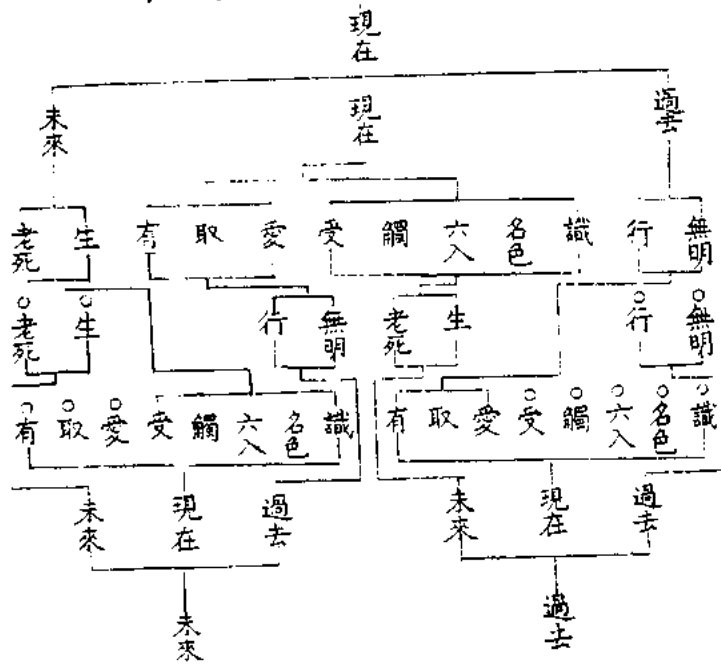 現在
過去
現在
未來
無明
行
識
名色
六入
觸
受
愛
取
有
生
老死
○無明
○行
生
老死
無明
行
○生
○老死
○識
○名色
○六入
○觸
○受
愛
取
有
識
名色
六入
觸
受
○愛
○取
○有
過去
現在
未來
過去
現在
未來
過去
未來